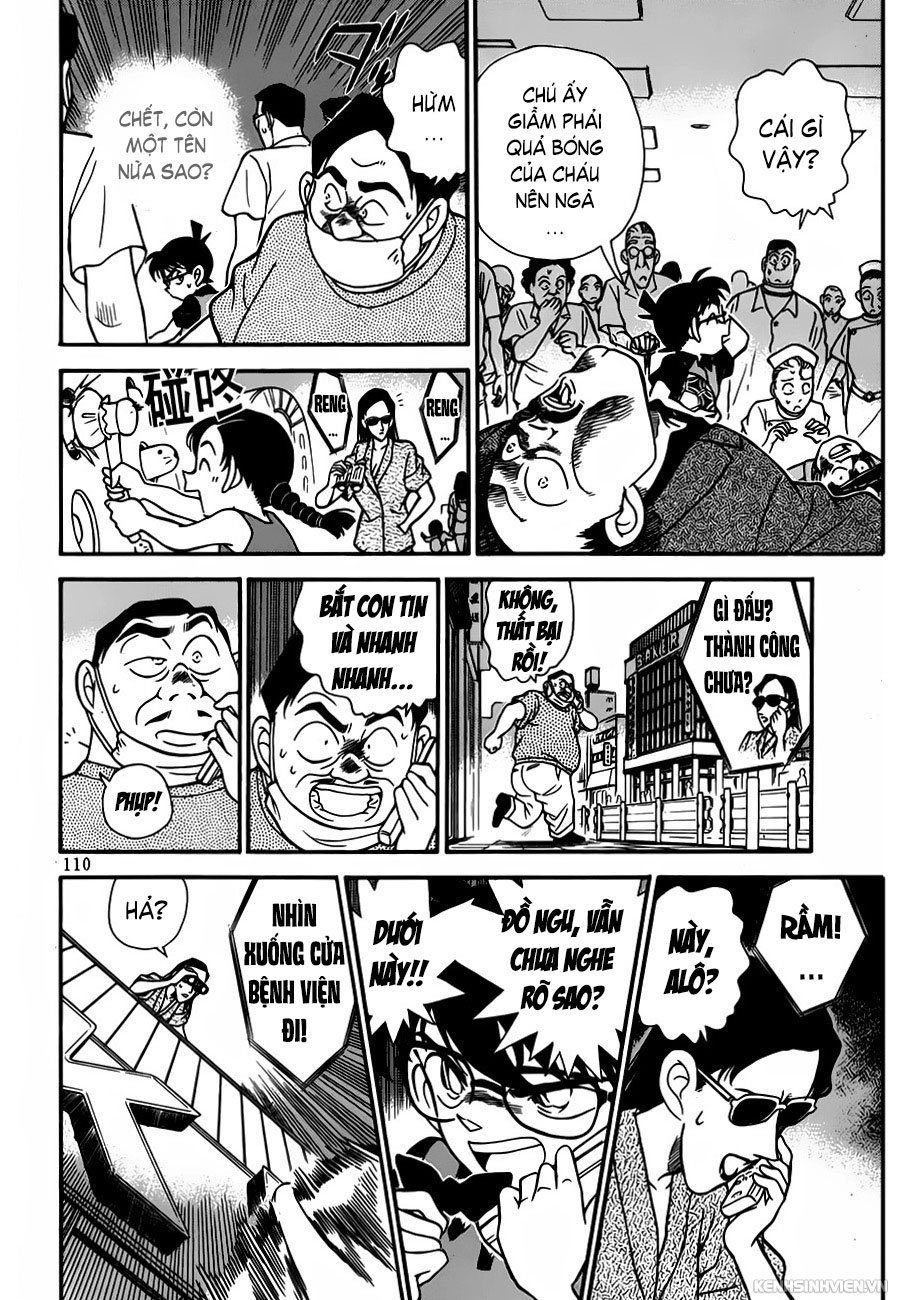 CÁI GÌ
VẬY?
CHÚ ẤY
GIẪM PHẢI
QUẢ BÓNG
CỦA CHÁU
NÊN NGÃ
...
HỪM
...
CHẾT, CÒN
MỘT TÊN
NỮA SAO?
RENG
...
RENG
...
碰咚
GÌ ĐẤY?
THÀNH CÔNG
CHƯA?
BAKER
KHÔNG,
THẤT BẠI
RỒI!
BẮT CON TIN
VÀ NHANH
NHANH...
PHỤP!
110
RẦM!
...
NÀY,
ALÔ?
ĐỒ NGU, VẪN
CHƯA NGHE
RÕ SAO?
DƯỚI
NÀY!!
NHÌN
XUỐNG CỬA
BỆNH VIỆN
ĐI!
HẢ?
KENHSINHVIEN.VN